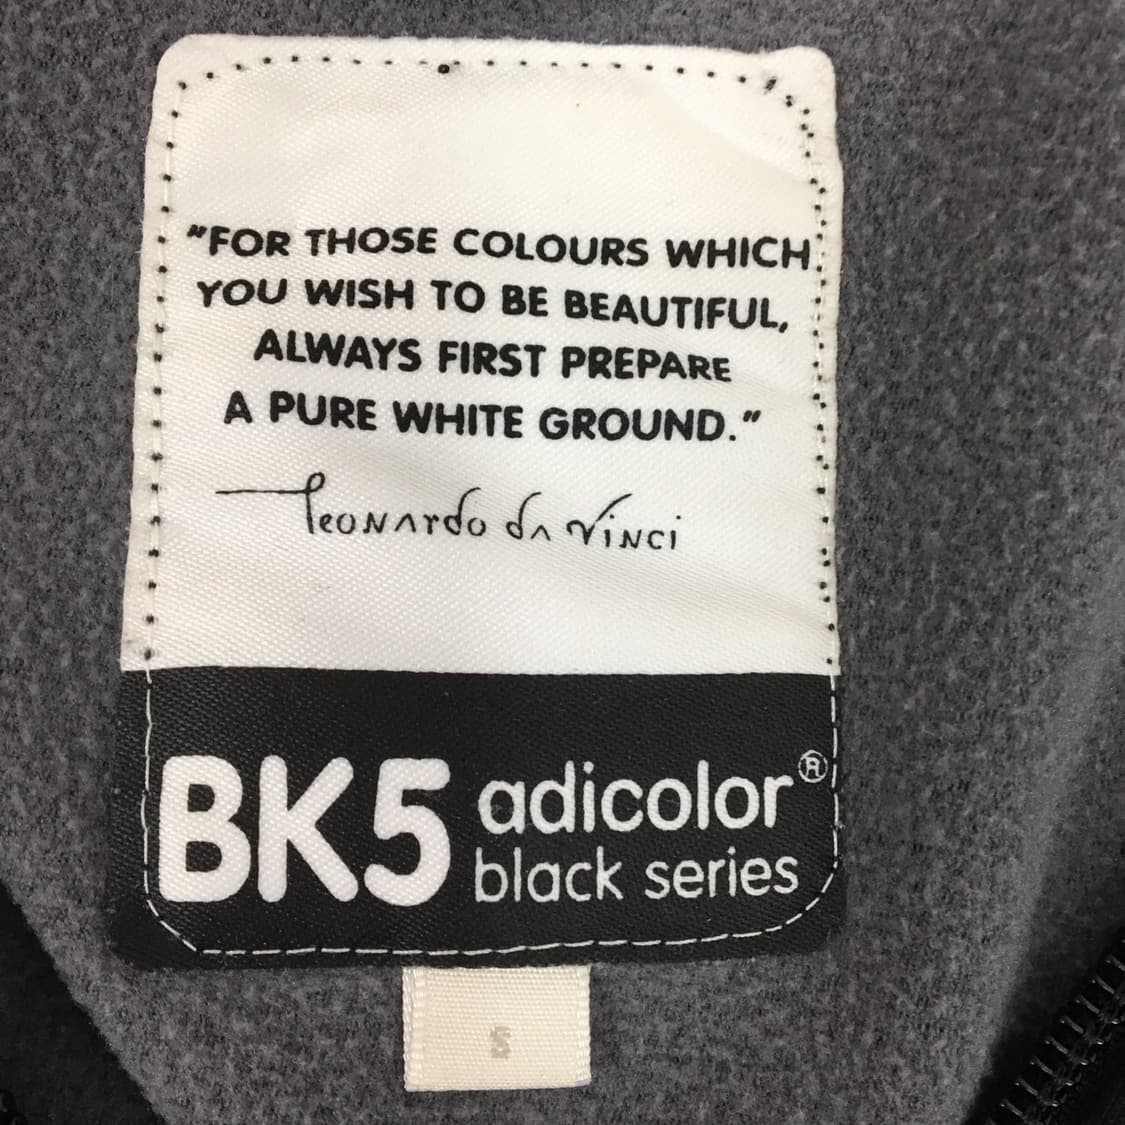 "FOR THOSE COLOURS WHICH
YOU WISH TO BE BEAUTIFUL,
ALWAYS FIRST PREPARE
A PURE WHITE GROUND."
Leonardo da Vinci
BK5 adicolor®
black series
S